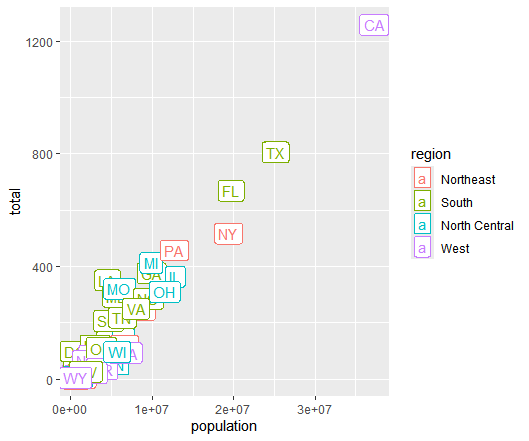 CA
1200
TX
800
FL
NY
PA
MI
400
MO
OH
VA
WI
WY
0
0e+00 1e+07 2e+07 3e+07
population
total
region
a Northeast
a South
a North Central
a West